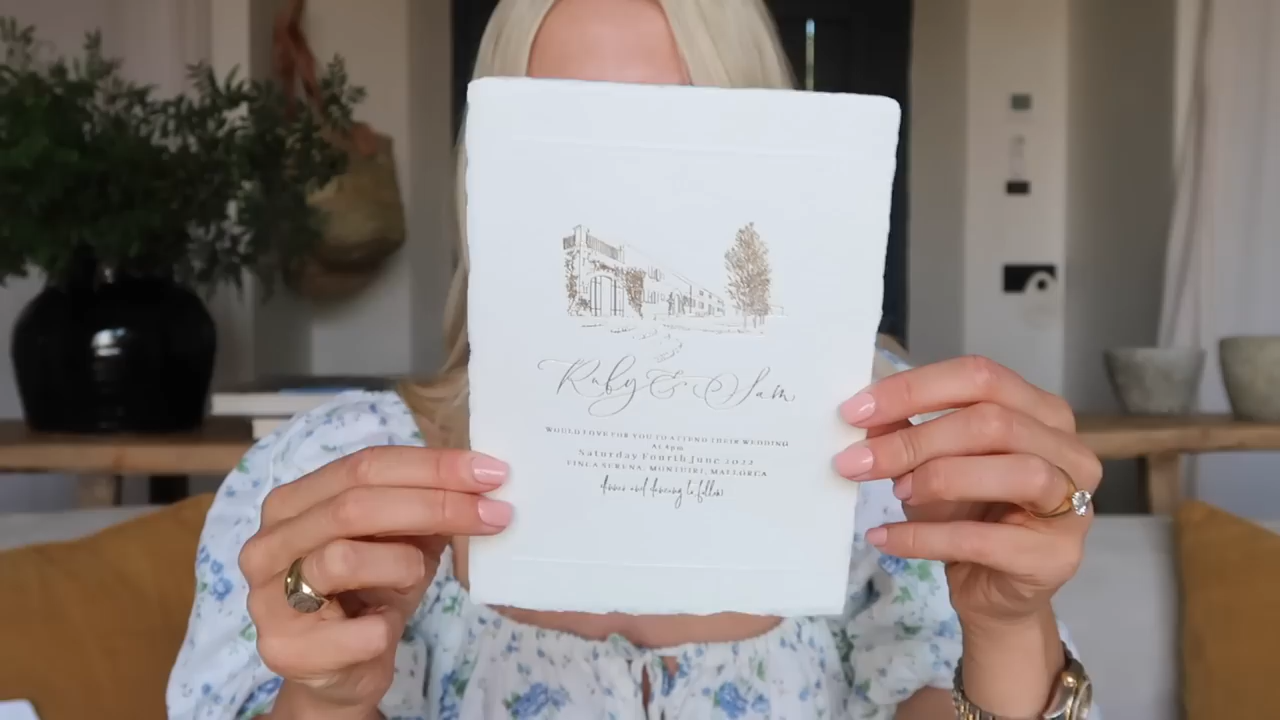 Ruby & Sam
WOULD LOVE FOR YOU TO ATTEND THEIR WEDDING
At 4pm
Saturday Fourth June 2022
FINCA SERENA, MONTUIRI, MALLORCA
dinner and dancing to follow